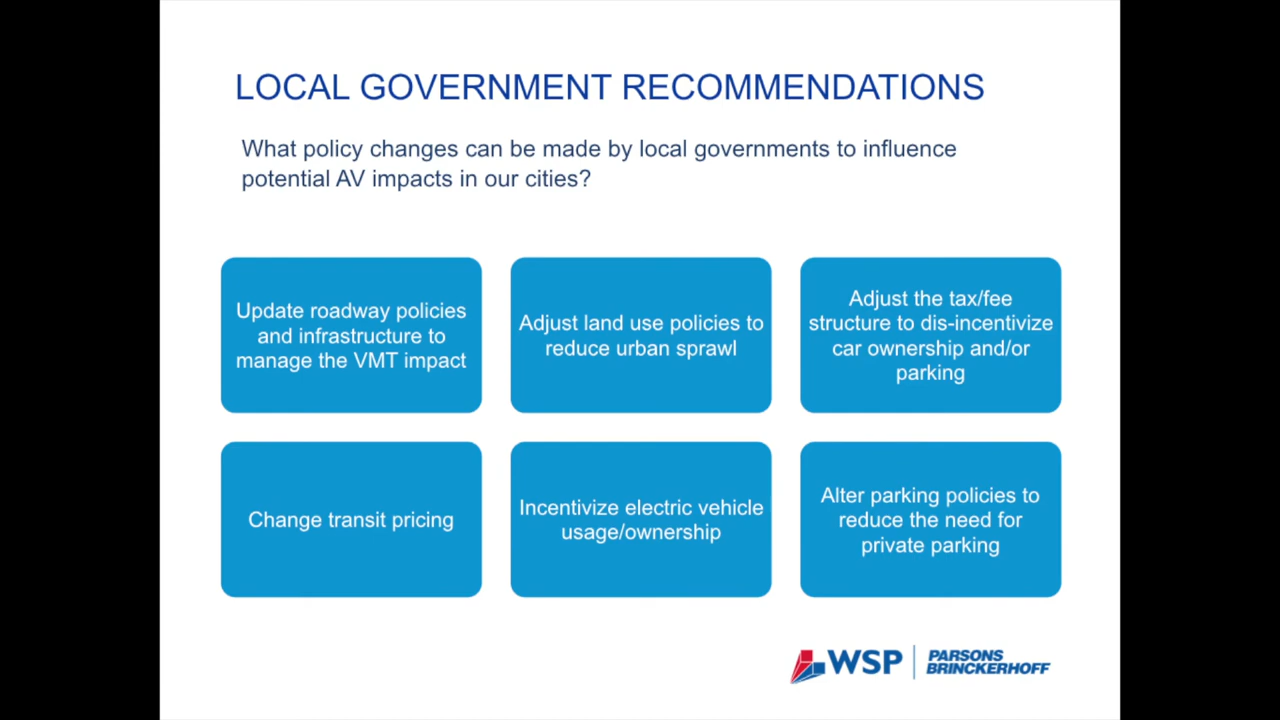 LOCAL GOVERNMENT RECOMMENDATIONS
What policy changes can be made by local governments to influence
potential AV impacts in our cities?
Update roadway policies
and infrastructure to
manage the VMT impact
Adjust land use policies to
reduce urban sprawl
Adjust the tax/fee
structure to dis-incentivize
car ownership and/or
parking
Change transit pricing
Incentivize electric vehicle
usage/ownership
Alter parking policies to
reduce the need for
private parking
WSP
PARSONS
BRINCKERHOFF